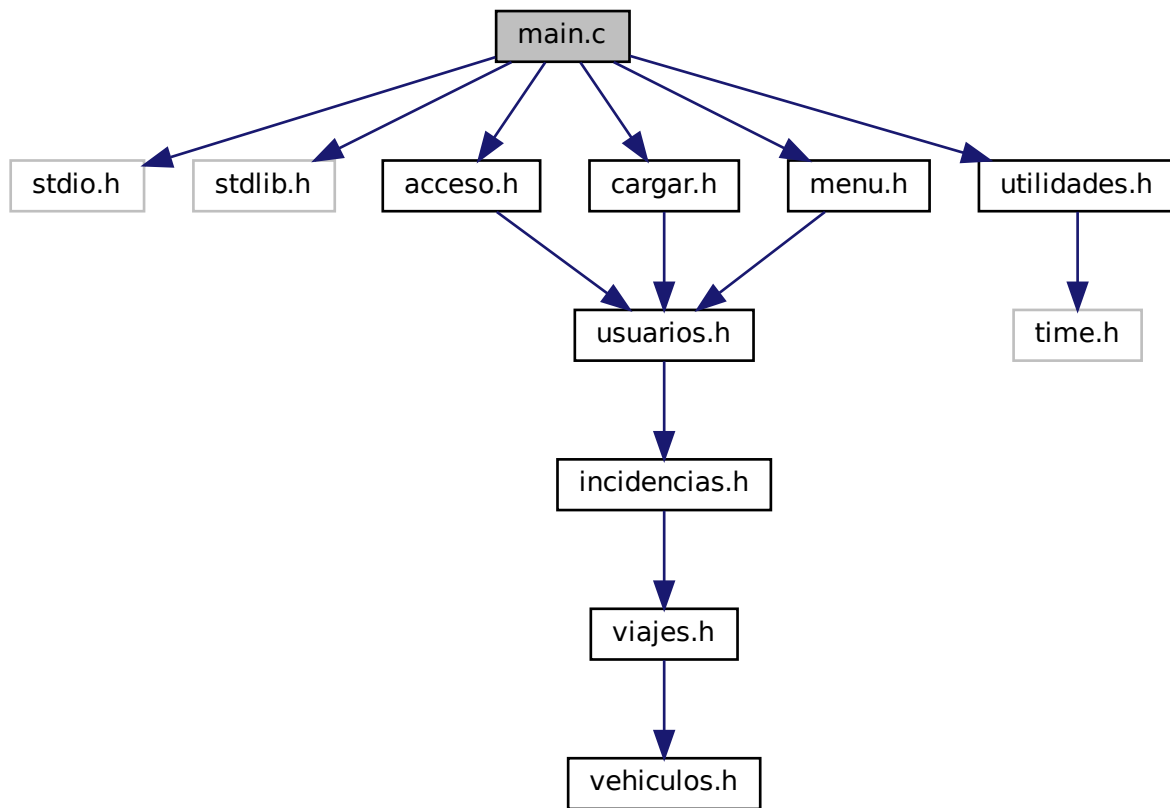 main.c
stdio.h
stdlib.h
acceso.h
cargar.h
menu.h
utilidades.h
usuarios.h
time.h
incidencias.h
viajes.h
vehiculos.h